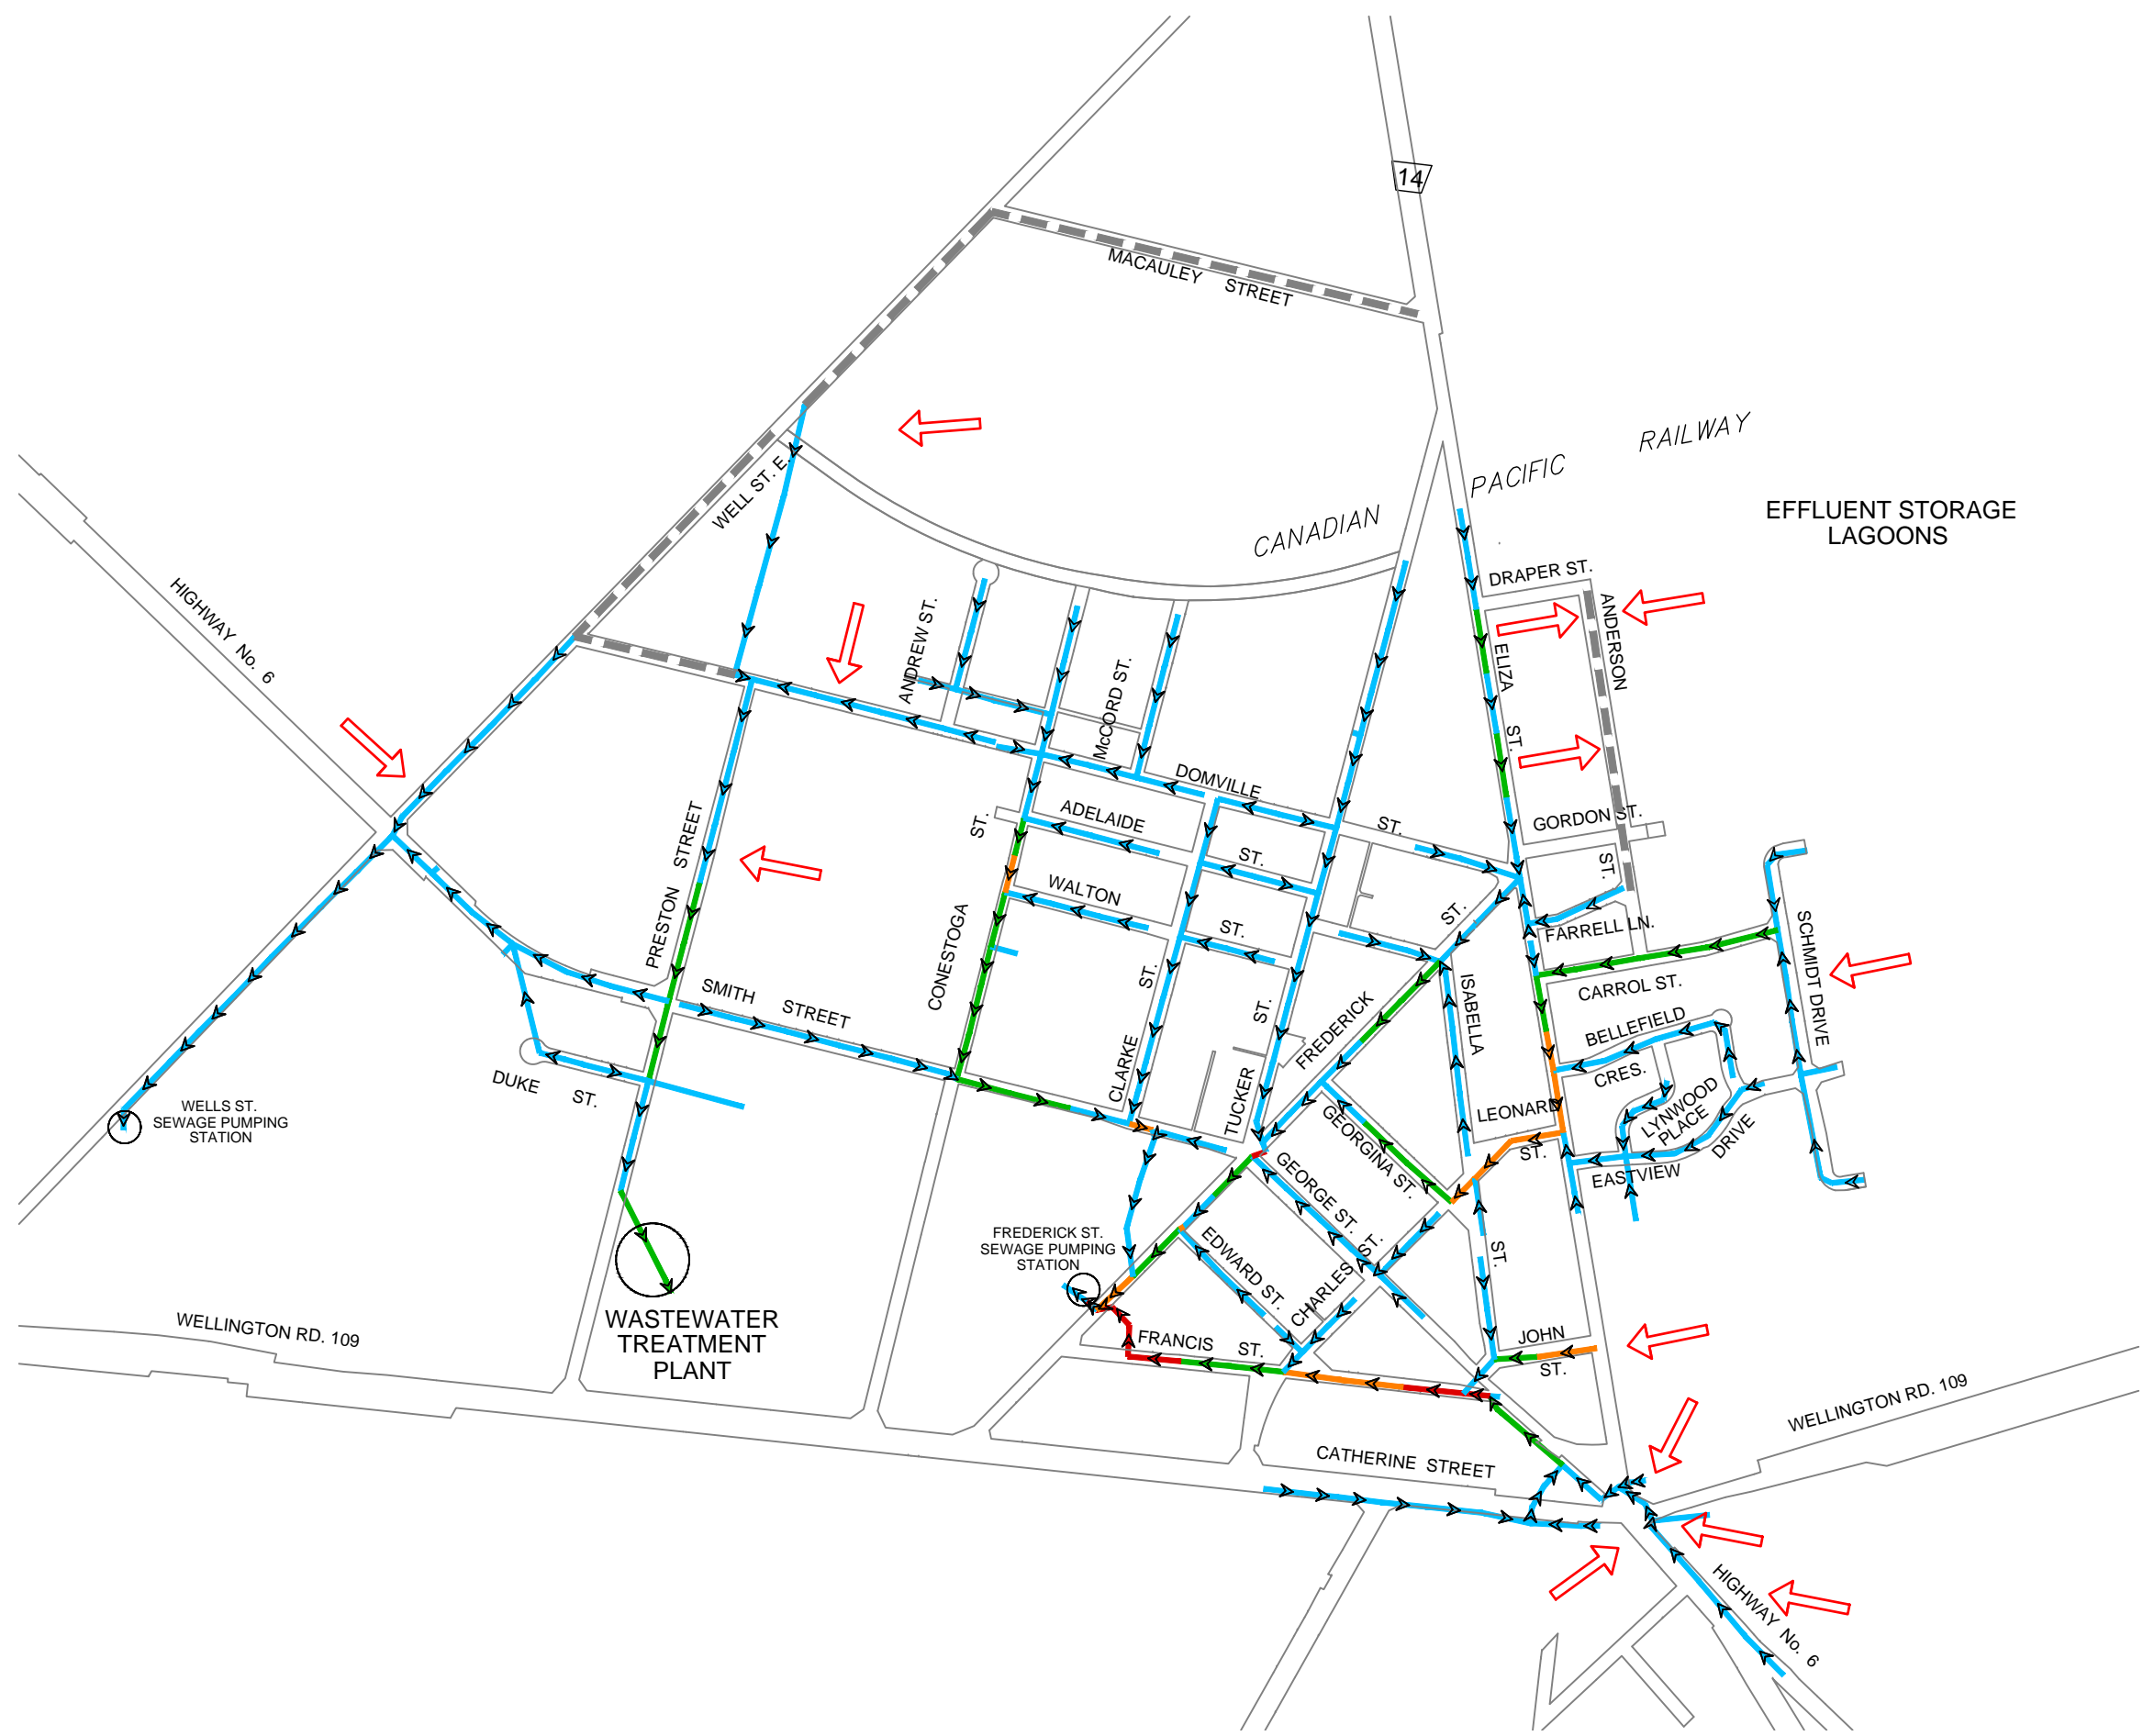 14
MACAULEY STREET
RAILWAY
PACIFIC
CANADIAN
WELL ST. E.
EFFLUENT STORAGE
LAGOONS
HIGHWAY No. 6
DRAPER ST.
ANDERSON
ST.
ELIZA
ST.
ANDREW ST.
McCORD ST.
DOMVILLE
ST.
ADELAIDE
ST.
GORDON ST.
PRESTON STREET
WALTON
ST.
CONESTOGA
ST.
FARRELL LN.
SCHMIDT DRIVE
CARROL ST.
SMITH STREET
CLARKE
ST.
TUCKER
ST.
FREDERICK
ST.
ISABELLA
ST.
BELLEFIELD
CRES.
LYNWOOD
PLACE
LEONARD
ST.
EASTVIEW
DRIVE
DUKE ST.
WELLS ST.
SEWAGE PUMPING
STATION
GEORGINA ST.
GEORGE ST.
EDWARD ST.
CHARLES ST.
FREDERICK ST.
SEWAGE PUMPING
STATION
WASTEWATER
TREATMENT
PLANT
WELLINGTON RD. 109
FRANCIS ST.
JOHN
ST.
WELLINGTON RD. 109
CATHERINE STREET
HIGHWAY No. 6